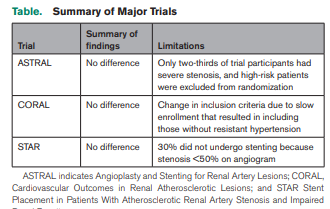 Table. Summary of Major Trials
Trial
Summary of
findings
Limitations
ASTRAL
No difference
Only two-thirds of trial participants had
severe stenosis, and high-risk patients
were excluded from randomization
CORAL
No difference
Change in inclusion criteria due to slow
enrollment that resulted in including
those without resistant hypertension
STAR
No difference
30% did not undergo stenting because
stenosis <50% on angiogram
ASTRAL indicates Angioplasty and Stenting for Renal Artery Lesions; CORAL,
Cardiovascular Outcomes in Renal Atherosclerotic Lesions; and STAR Stent
Placement in Patients With Atherosclerotic Renal Artery Stenosis and Impaired